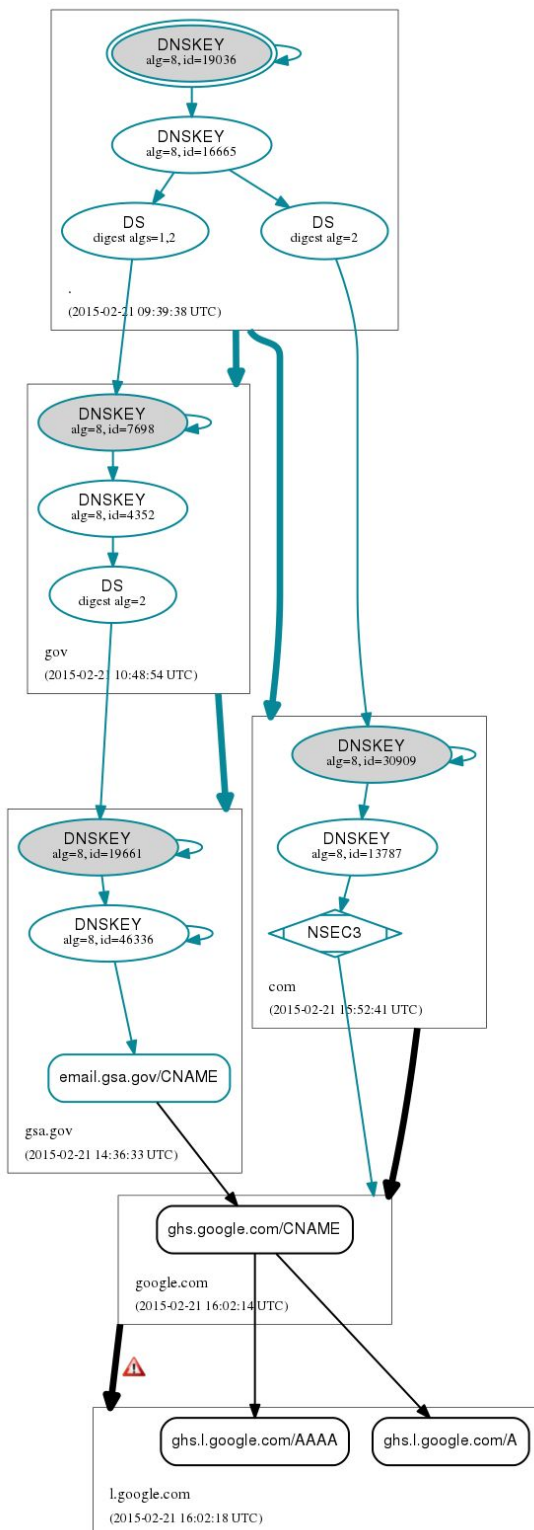 DNSKEY
alg=8, id=19036
DNSKEY
alg=8, id=16665
DS
digest algs=1,2
DS
digest alg=2
.
(2015-02-21 09:39:38 UTC)
DNSKEY
alg=8, id=7698
DNSKEY
alg=8, id=4352
DS
digest alg=2
gov
(2015-02-21 10:48:54 UTC)
DNSKEY
alg=8, id=30909
DNSKEY
alg=8, id=13787
NSEC3
com
(2015-02-21 15:52:41 UTC)
DNSKEY
alg=8, id=19661
DNSKEY
alg=8, id=46336
email.gsa.gov/CNAME
gsa.gov
(2015-02-21 14:36:33 UTC)
ghs.google.com/CNAME
google.com
(2015-02-21 16:02:14 UTC)
ghs.l.google.com/AAAA
ghs.l.google.com/A
l.google.com
(2015-02-21 16:02:18 UTC)